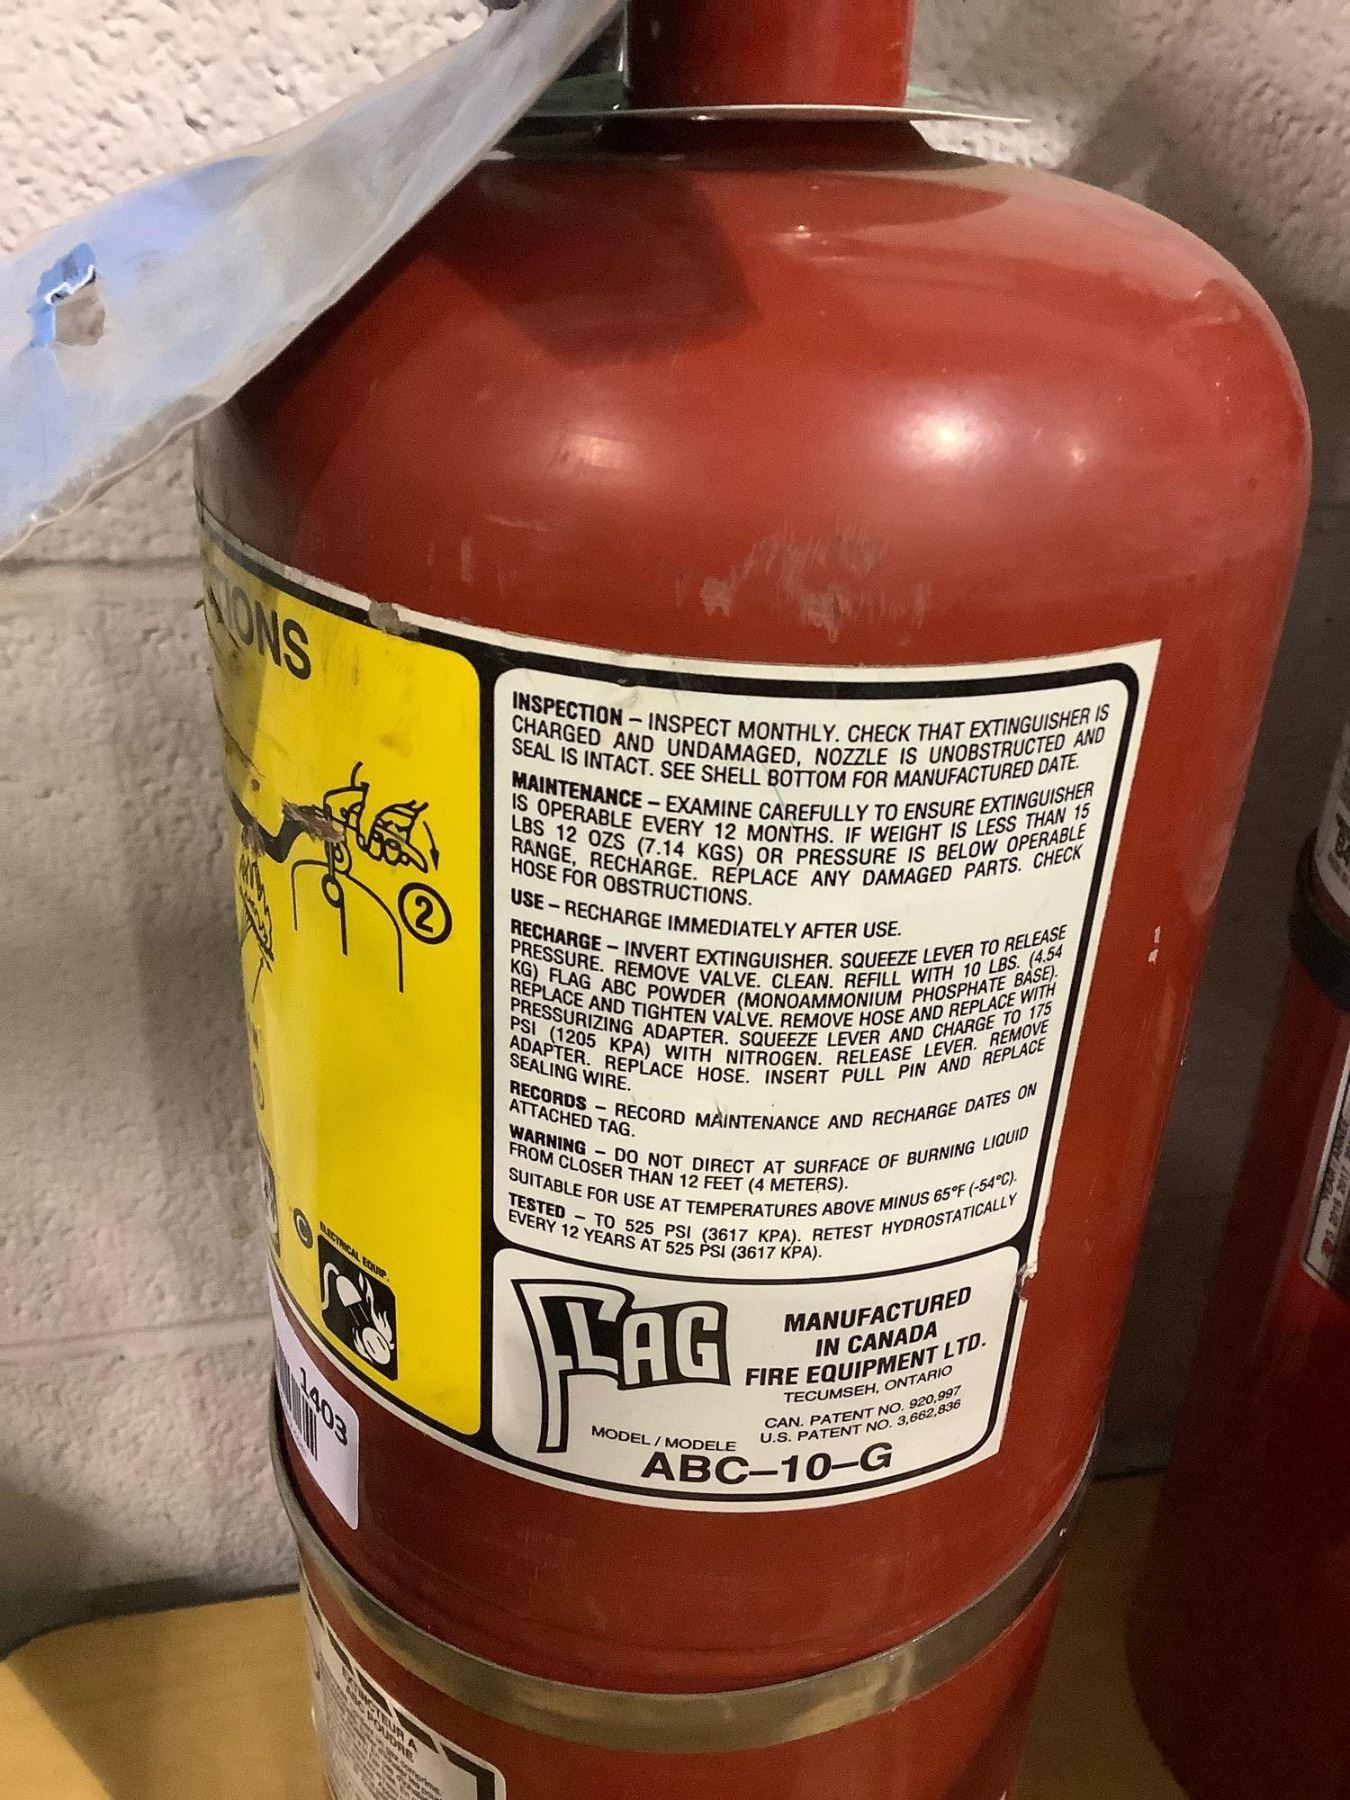 IONS
2
C
ELECTRICAL EQUIP.
1403
INSPECTION – INSPECT MONTHLY. CHECK THAT EXTINGUISHER IS
CHARGED AND UNDAMAGED, NOZZLE IS UNOBSTRUCTED AND
SEAL IS INTACT. SEE SHELL BOTTOM FOR MANUFACTURED DATE.
MAINTENANCE – EXAMINE CAREFULLY TO ENSURE EXTINGUISHER
IS OPERABLE EVERY 12 MONTHS. IF WEIGHT IS LESS THAN 15
LBS 12 OZS (7.14 KGS) OR PRESSURE IS BELOW OPERABLE
RANGE, RECHARGE. REPLACE ANY DAMAGED PARTS. CHECK
HOSE FOR OBSTRUCTIONS.
USE – RECHARGE IMMEDIATELY AFTER USE.
RECHARGE – INVERT EXTINGUISHER. SQUEEZE LEVER TO RELEASE
PRESSURE. REMOVE VALVE. CLEAN. REFILL WITH 10 LBS. (4.54
KG) FLAG ABC POWDER (MONOAMMONIUM PHOSPHATE BASE).
REPLACE AND TIGHTEN VALVE. REMOVE HOSE AND REPLACE WITH
PRESSURIZING ADAPTER. SQUEEZE LEVER AND CHARGE TO 175
PSI (1205 KPA) WITH NITROGEN. RELEASE LEVER. REMOVE
ADAPTER. REPLACE HOSE. INSERT PULL PIN AND REPLACE
SEALING WIRE.
RECORDS – RECORD MAINTENANCE AND RECHARGE DATES ON
ATTACHED TAG.
WARNING – DO NOT DIRECT AT SURFACE OF BURNING LIQUID
FROM CLOSER THAN 12 FEET (4 METERS).
SUITABLE FOR USE AT TEMPERATURES ABOVE MINUS 65°F (-54°C).
TESTED – TO 525 PSI (3617 KPA). RETEST HYDROSTATICALLY
EVERY 12 YEARS AT 525 PSI (3617 KPA).
FLAG
MANUFACTURED
IN CANADA
FIRE EQUIPMENT LTD.
TECUMSEH, ONTARIO
CAN. PATENT NO. 920,997
U.S. PATENT NO. 3,662,836
MODEL / MODELE
ABC–10–G
EXTINCTEUR A
ABC POUDRE